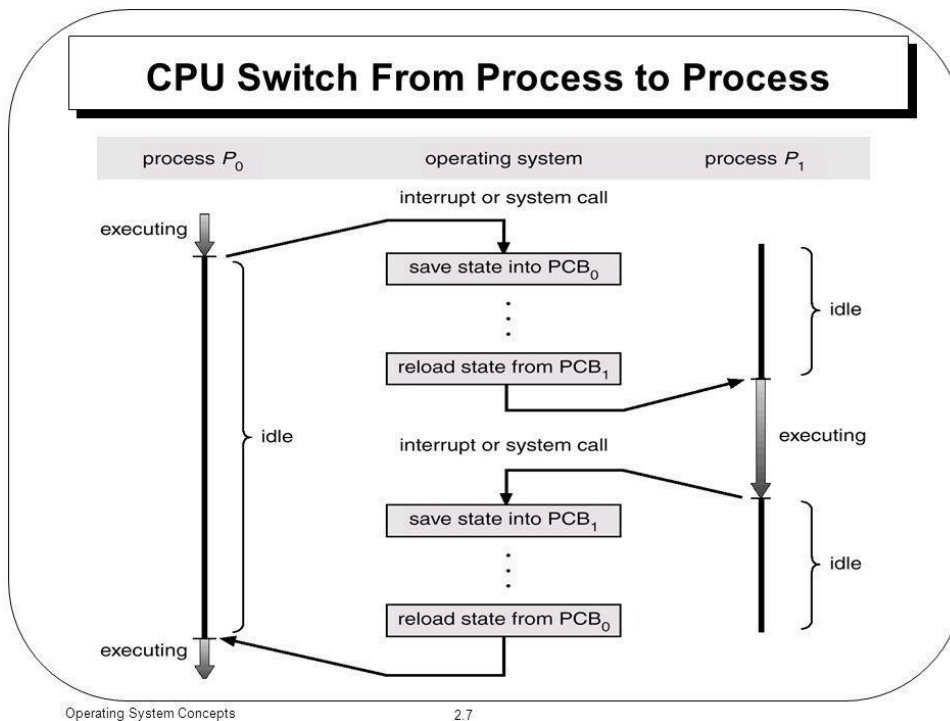 CPU Switch From Process to Process
process P₀ operating system process P₁
interrupt or system call
executing
save state into PCB₀
.
.
.
idle
reload state from PCB₁
idle
executing
interrupt or system call
save state into PCB₁
.
.
.
idle
reload state from PCB₀
executing
Operating System Concepts 2.7